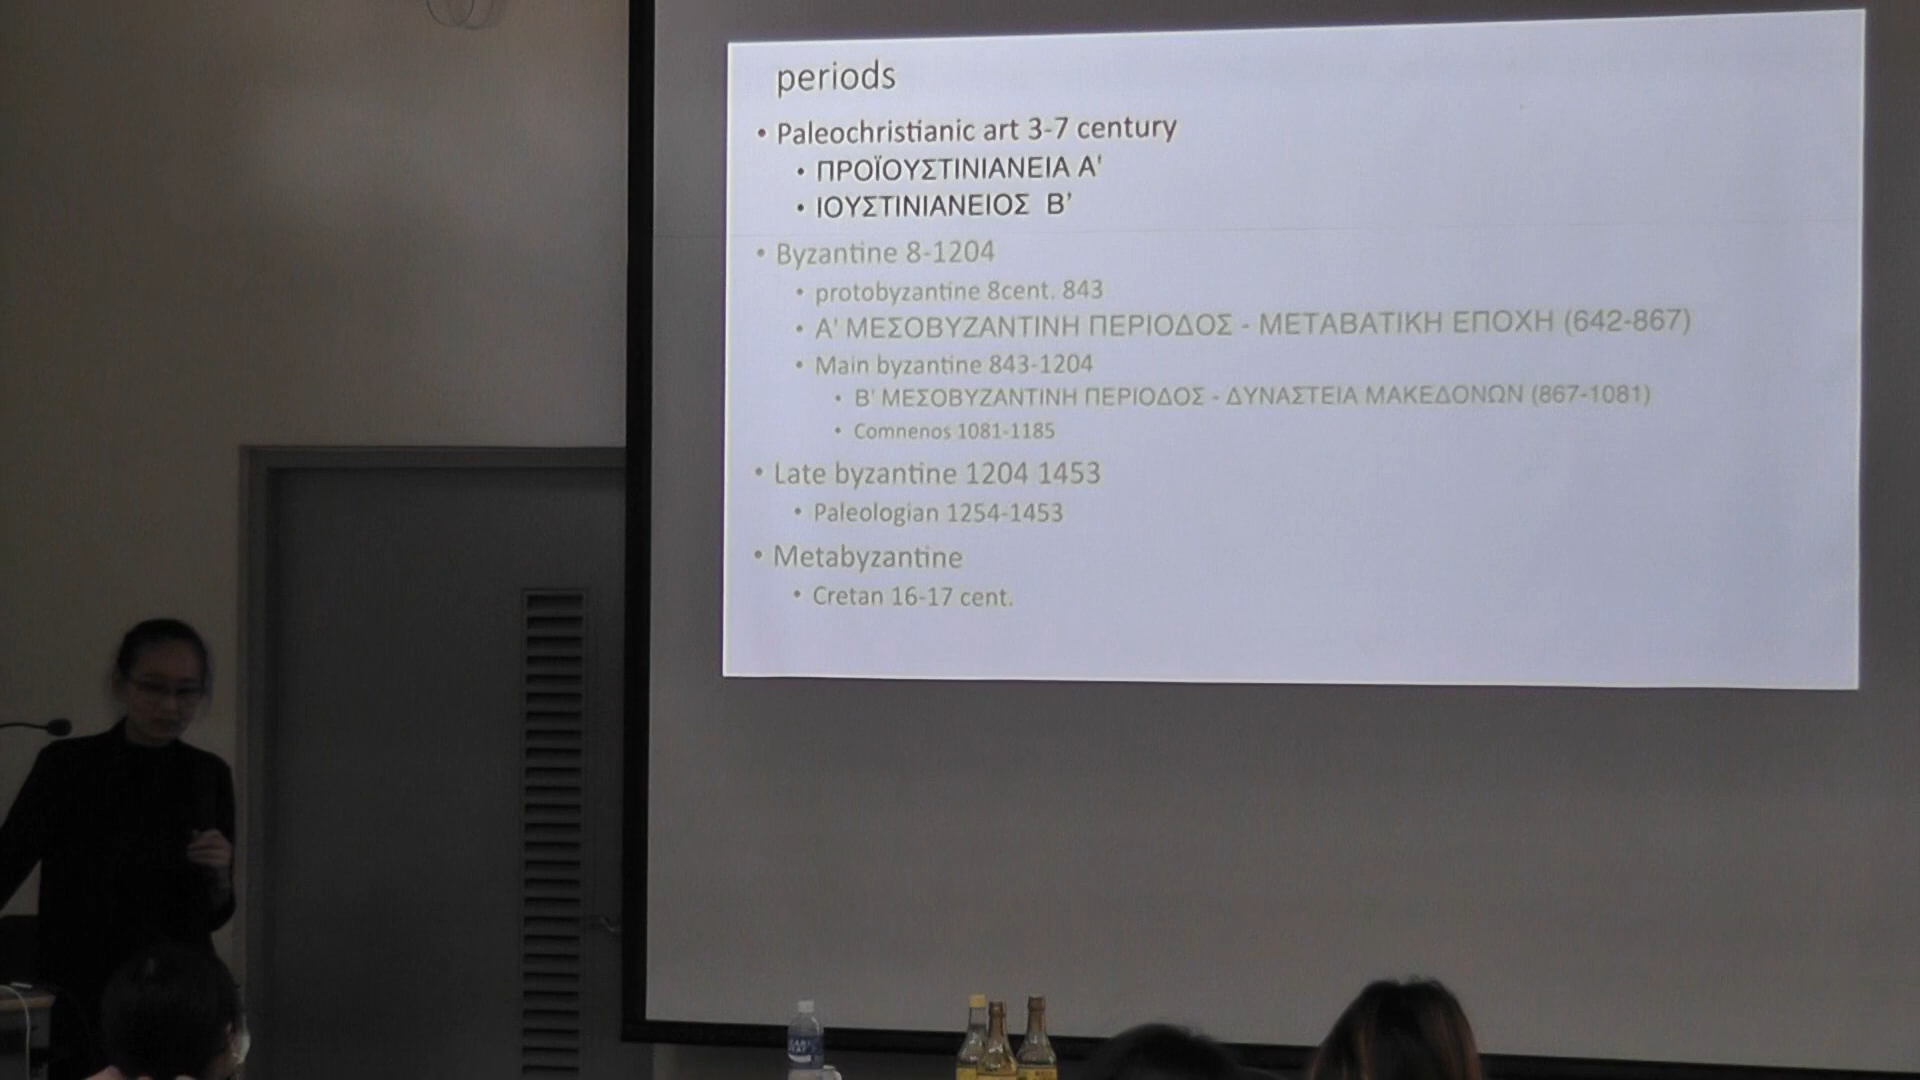 periods
• Paleochristianic art 3-7 century
• ΠΡΟΪΟΥΣΤΙΝΙΑΝΕΙΑ Α'
• ΙΟΥΣΤΙΝΙΑΝΕΙΟΣ Β'
• Byzantine 8-1204
• protobyzantine 8cent. 843
• Α' ΜΕΣΟΒΥΖΑΝΤΙΝΗ ΠΕΡΙΟΔΟΣ - ΜΕΤΑΒΑΤΙΚΗ ΕΠΟΧΗ (642-867)
• Main byzantine 843-1204
• Β' ΜΕΣΟΒΥΖΑΝΤΙΝΗ ΠΕΡΙΟΔΟΣ - ΔΥΝΑΣΤΕΙΑ ΜΑΚΕΔΟΝΩΝ (867-1081)
• Comnenos 1081-1185
• Late byzantine 1204 1453
• Paleologian 1254-1453
• Metabyzantine
• Cretan 16-17 cent.